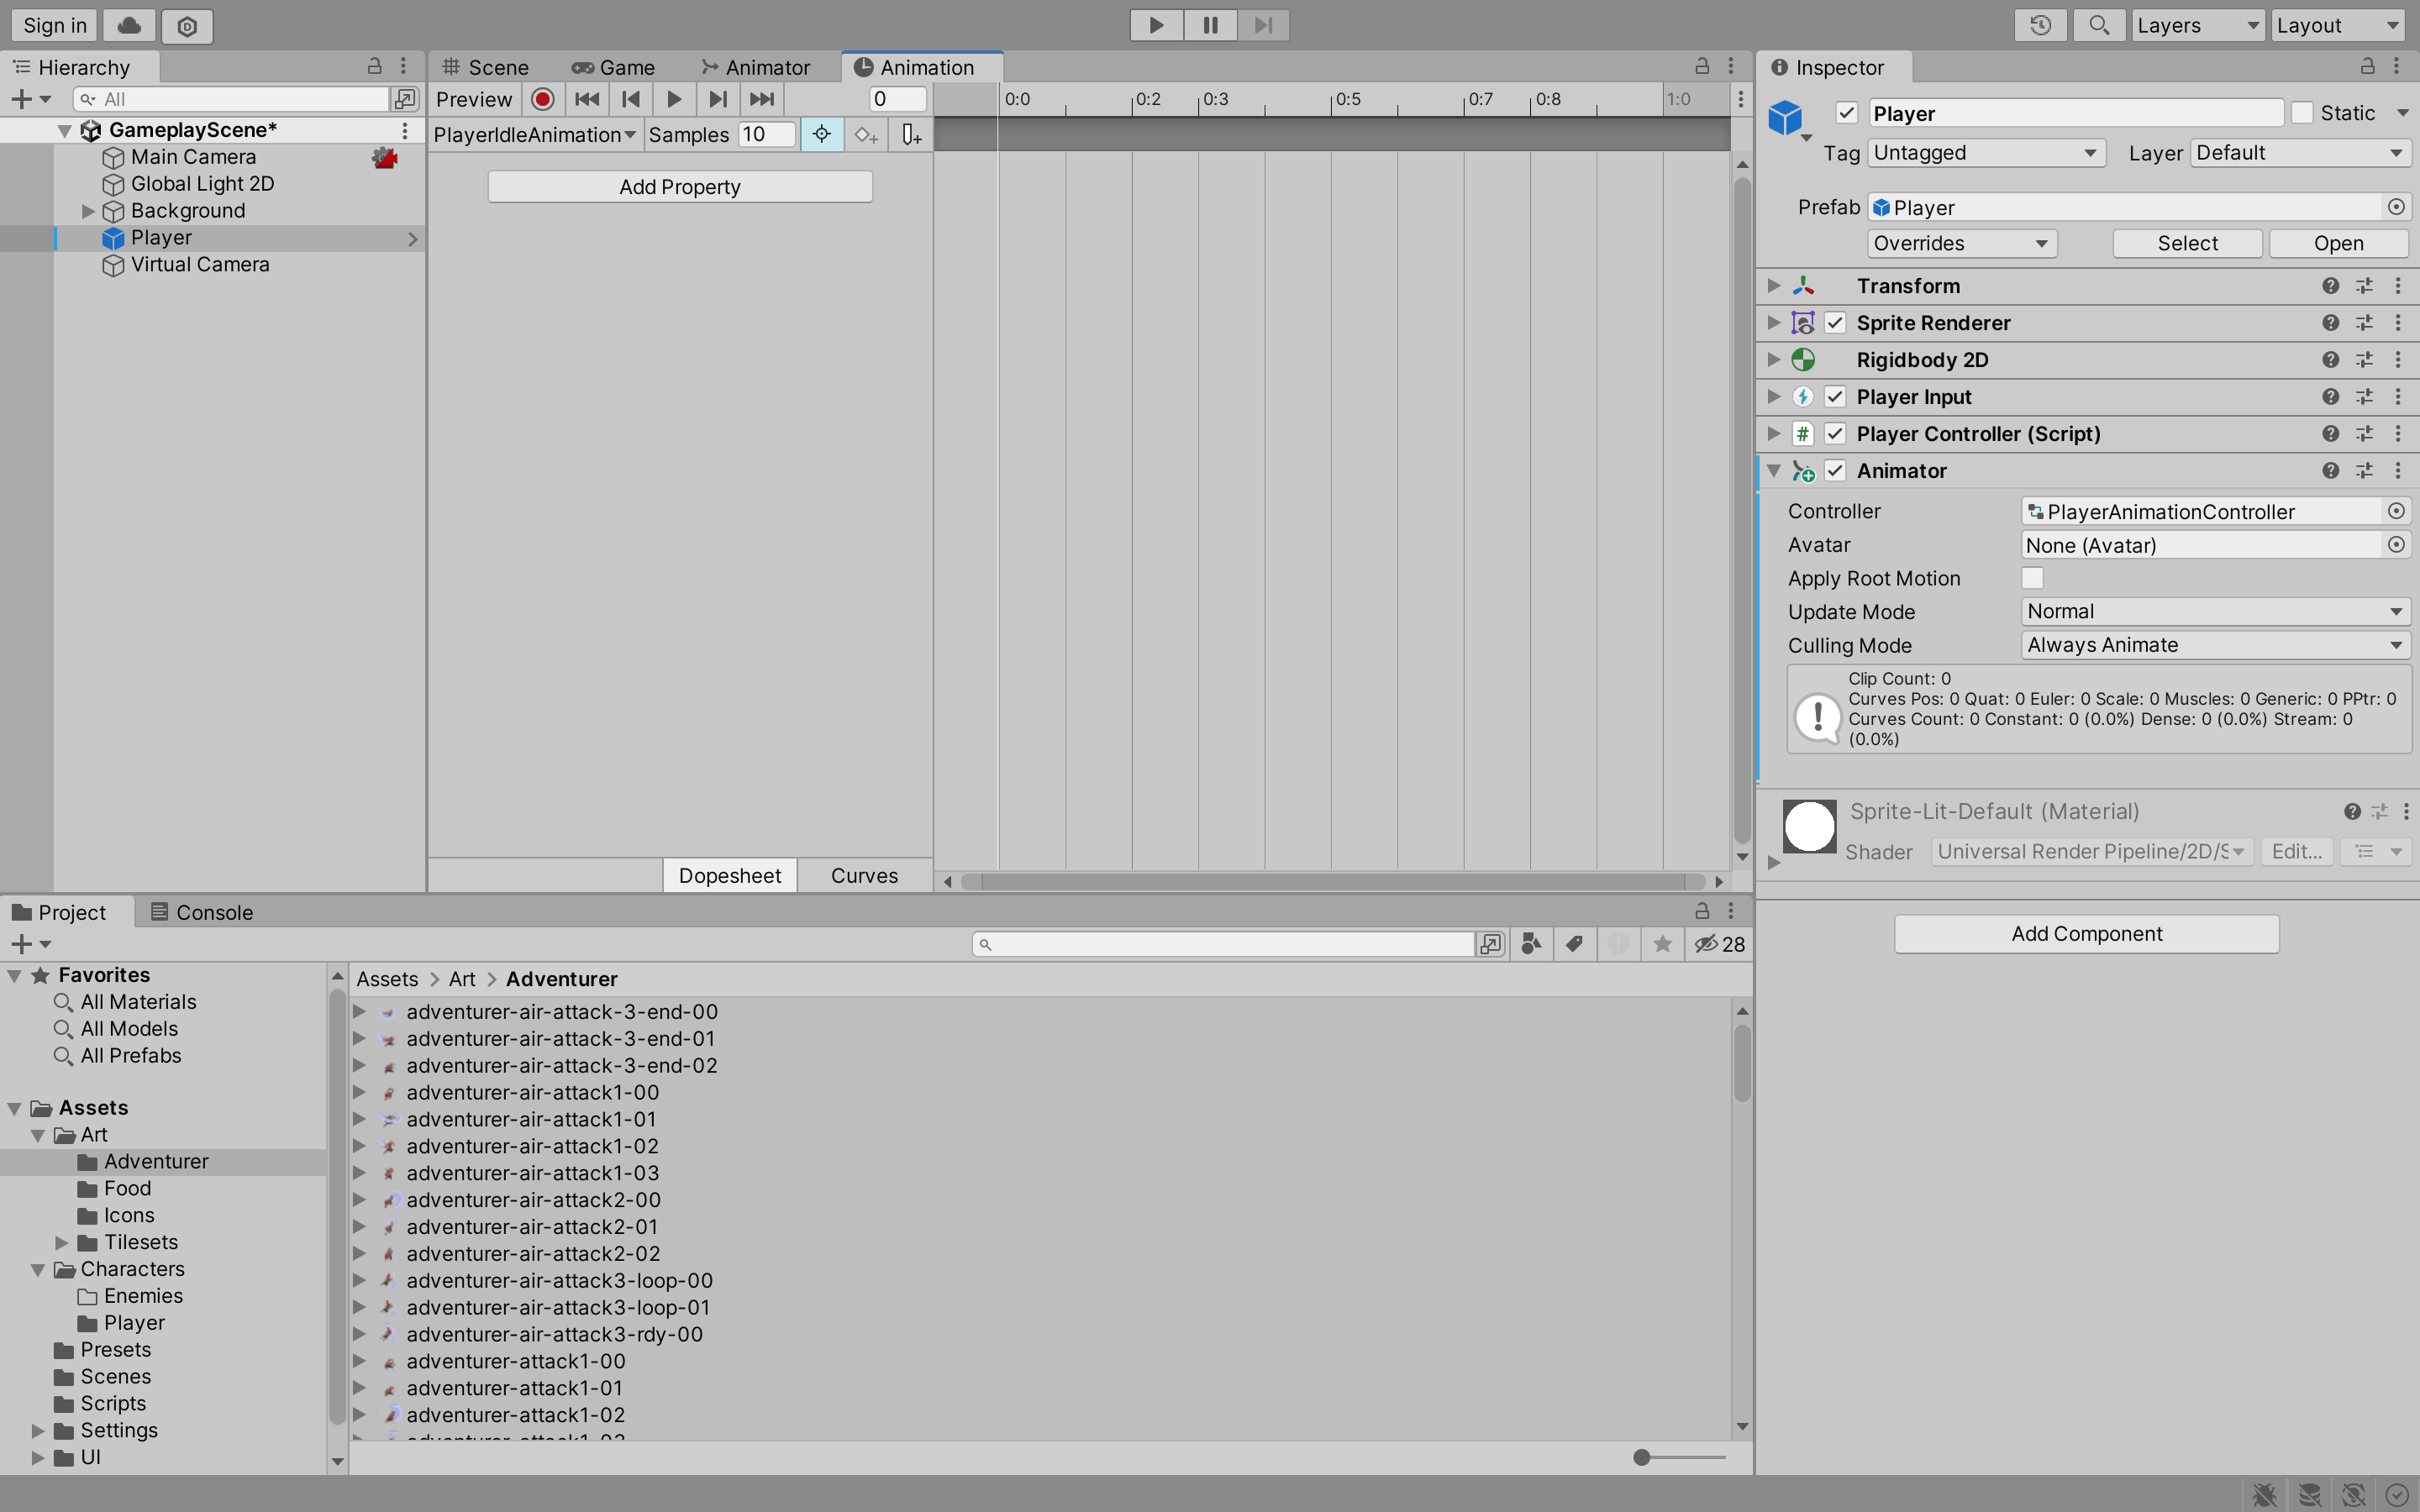 Sign in
Layers
Layout
Hierarchy
All
GameplayScene*
Main Camera
Global Light 2D
Background
Player
Virtual Camera
Scene
Game
Animator
Animation
Preview
0
0:0
0:2
0:3
0:5
0:7
0:8
1:0
PlayerIdleAnimation
Samples
10
Add Property
Dopesheet
Curves
Inspector
Player
Static
Tag
Untagged
Layer
Default
Prefab
Player
Overrides
Select
Open
Transform
Sprite Renderer
Rigidbody 2D
Player Input
Player Controller (Script)
Animator
Controller
PlayerAnimationController
Avatar
None (Avatar)
Apply Root Motion
Update Mode
Normal
Culling Mode
Always Animate
Clip Count: 0
Curves Pos: 0 Quat: 0 Euler: 0 Scale: 0 Muscles: 0 Generic: 0 PPtr: 0
Curves Count: 0 Constant: 0 (0.0%) Dense: 0 (0.0%) Stream: 0
(0.0%)
Sprite-Lit-Default (Material)
Shader
Universal Render Pipeline/2D/S
Edit...
Add Component
Project
Console
28
Favorites
All Materials
All Models
All Prefabs
Assets
Art
Adventurer
Food
Icons
Tilesets
Characters
Enemies
Player
Presets
Scenes
Scripts
Settings
UI
Assets > Art > Adventurer
adventurer-air-attack-3-end-00
adventurer-air-attack-3-end-01
adventurer-air-attack-3-end-02
adventurer-air-attack1-00
adventurer-air-attack1-01
adventurer-air-attack1-02
adventurer-air-attack1-03
adventurer-air-attack2-00
adventurer-air-attack2-01
adventurer-air-attack2-02
adventurer-air-attack3-loop-00
adventurer-air-attack3-loop-01
adventurer-air-attack3-rdy-00
adventurer-attack1-00
adventurer-attack1-01
adventurer-attack1-02